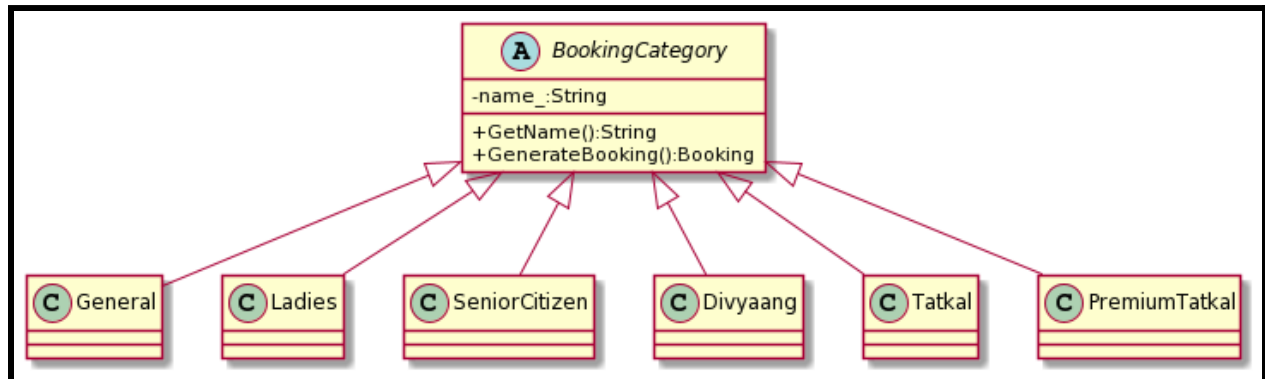 A BookingCategory
-name_:String
+GetName():String
+GenerateBooking():Booking
C General
C Ladies
C SeniorCitizen
C Divyaang
C Tatkal
C PremiumTatkal